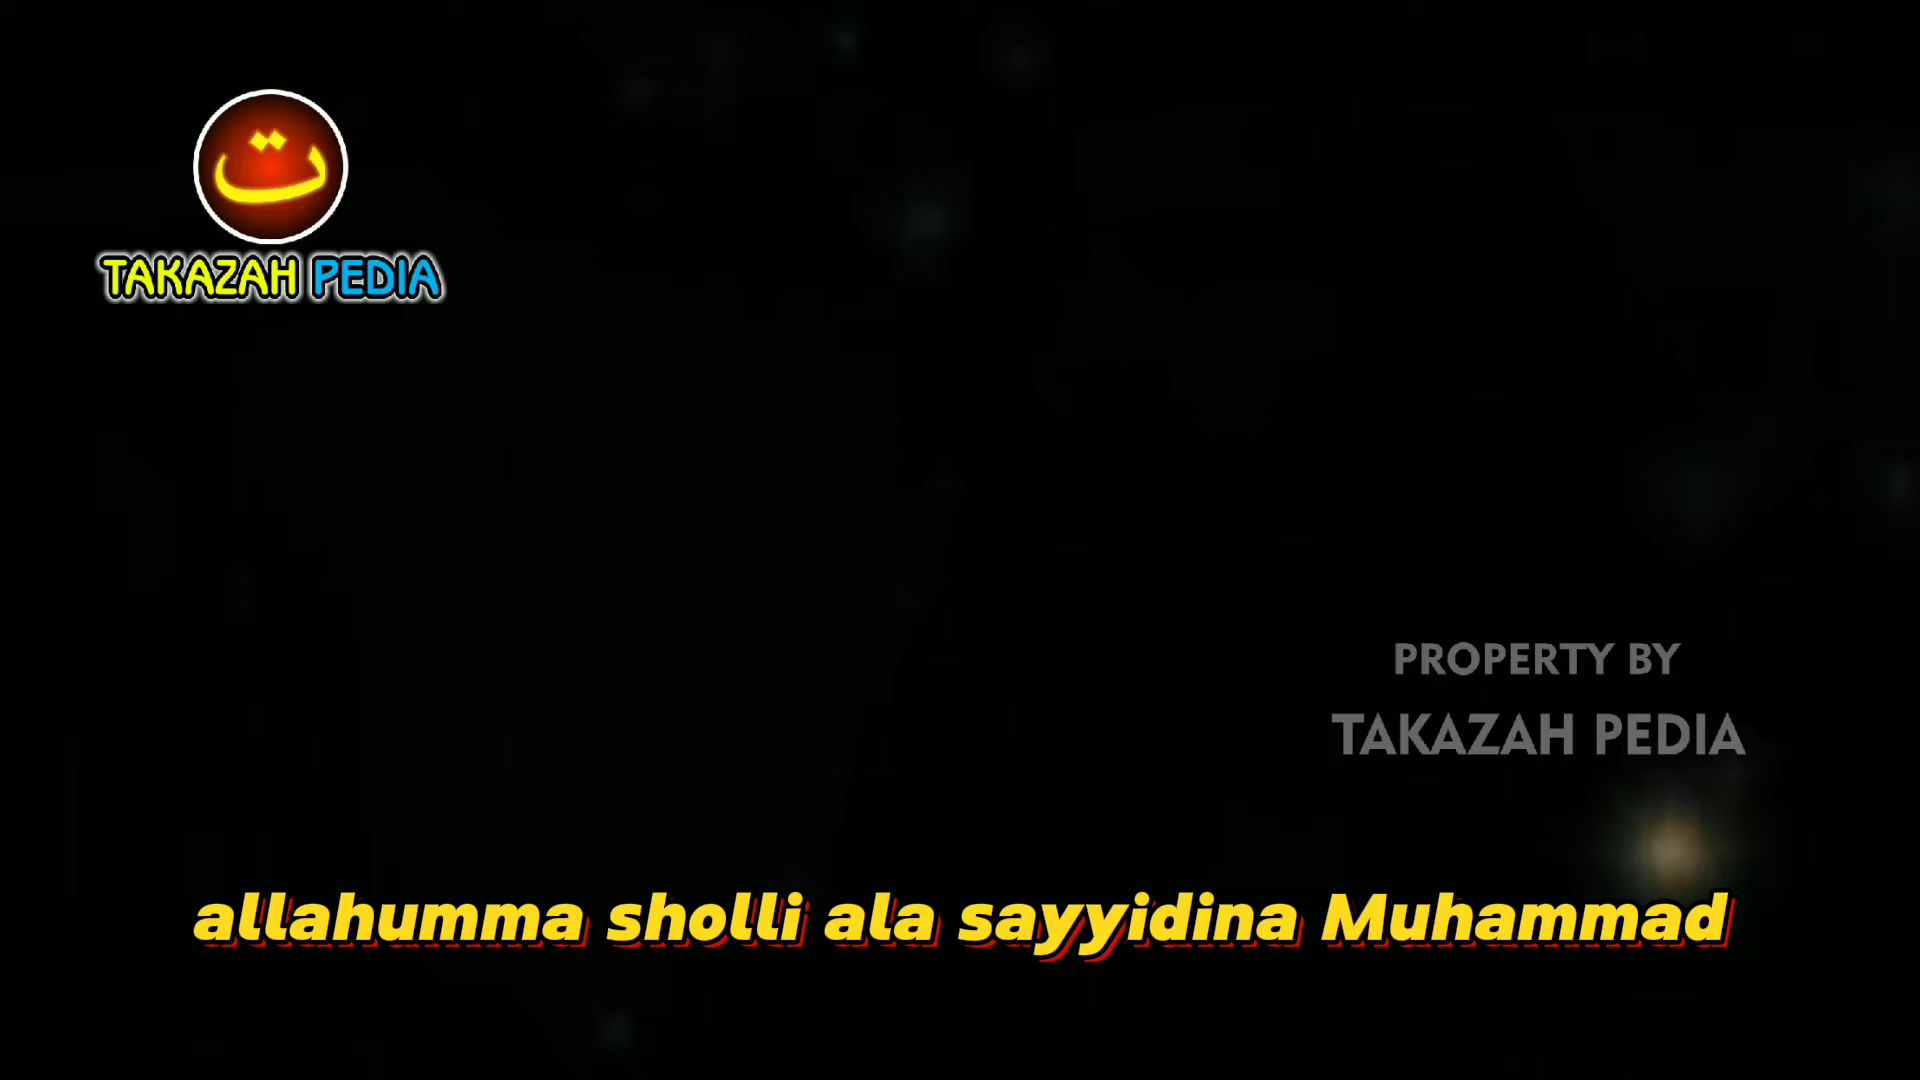 ت
TAKAZAH PEDIA
PROPERTY BY
TAKAZAH PEDIA
allahumma sholli ala sayyidina Muhammad